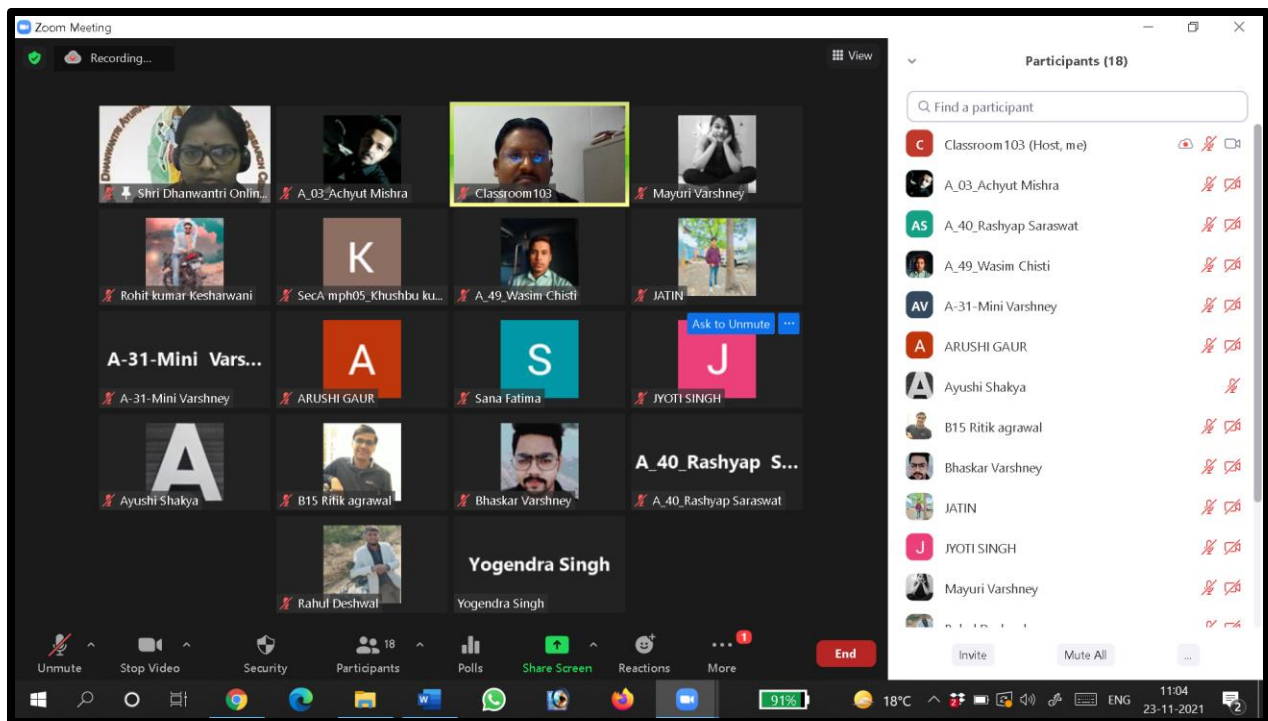 Zoom Meeting
Recording...
View
DHANWANTRI AYURV
SEARCH C
Shri Dhanwantri Onlin...
A_03_Achyut Mishra
Classroom103
Mayuri Varshney
Rohit kumar Kesharwani
K
SecA mph05_Khushbu ku...
A_49_Wasim Chisti
JATIN
A-31-Mini Vars...
A-31-Mini Varshney
A
ARUSHI GAUR
S
Sana Fatima
Ask to Unmute ...
J
JYOTI SINGH
A
Ayushi Shakya
B15 Ritik agrawal
Bhaskar Varshney
A_40_Rashyap S...
A_40_Rashyap Saraswat
Rahul Deshwal
Yogendra Singh
Yogendra Singh
Unmute
Stop Video
Security
18
Participants
Polls
Share Screen
Reactions
1
More
End
Participants (18)
Find a participant
C Classroom103 (Host, me)
A_03_Achyut Mishra
AS A_40_Rashyap Saraswat
A_49_Wasim Chisti
AV A-31-Mini Varshney
A ARUSHI GAUR
A Ayushi Shakya
B15 Ritik agrawal
Bhaskar Varshney
JATIN
J JYOTI SINGH
Mayuri Varshney
Invite
Mute All
...
91%
18°C
ENG
11:04
23-11-2021
2